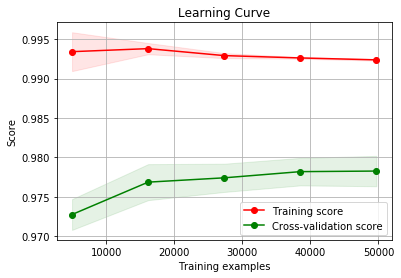 Learning Curve
0.995
0.990
0.985
0.980
0.975
0.970
Score
10000 20000 30000 40000 50000
Training examples
Training score
Cross-validation score